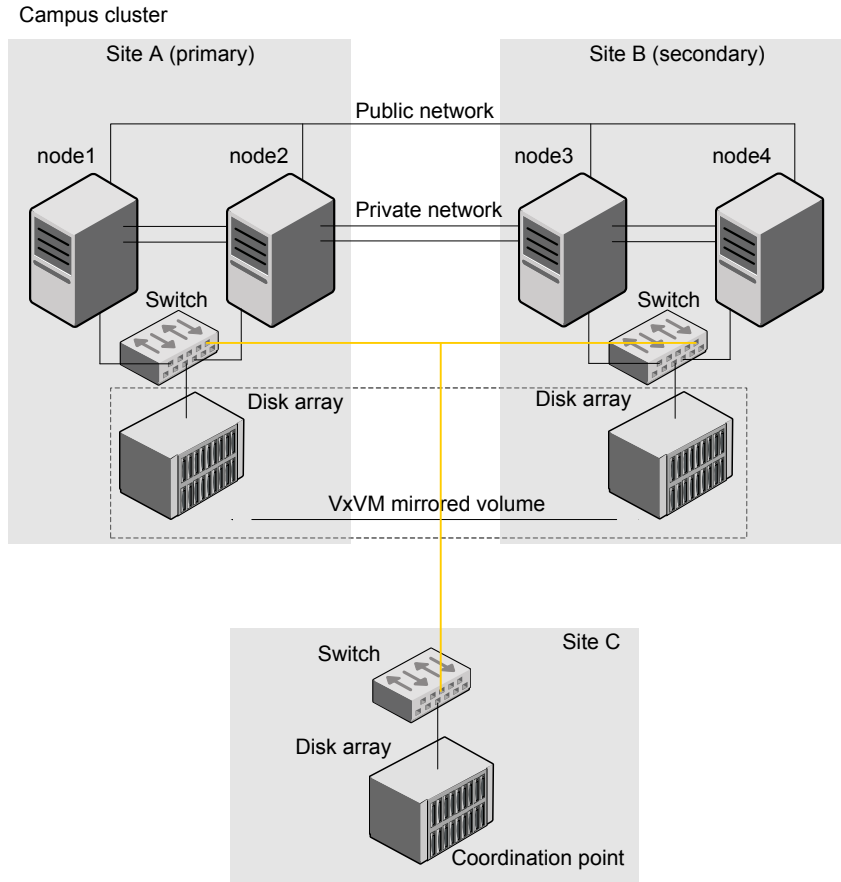 Campus cluster
Site A (primary)
Site B (secondary)
Public network
node1
node2
node3
node4
Private network
Switch
Switch
Disk array
Disk array
VxVM mirrored volume
Site C
Switch
Disk array
Coordination point